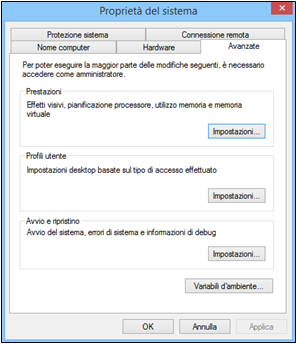 Proprietà del sistema
Protezione sistema
Connessione remota
Nome computer
Hardware
Avanzate
Per poter eseguire la maggior parte delle modifiche seguenti, è necessario
accedere come amministratore.
Prestazioni
Effetti visivi, pianificazione processore, utilizzo memoria e memoria
virtuale
Impostazioni...
Profili utente
Impostazioni desktop basate sul tipo di accesso effettuato
Impostazioni...
Avvio e ripristino
Avvio del sistema, errori di sistema e informazioni di debug
Impostazioni...
Variabili d'ambiente...
OK
Annulla
Applica